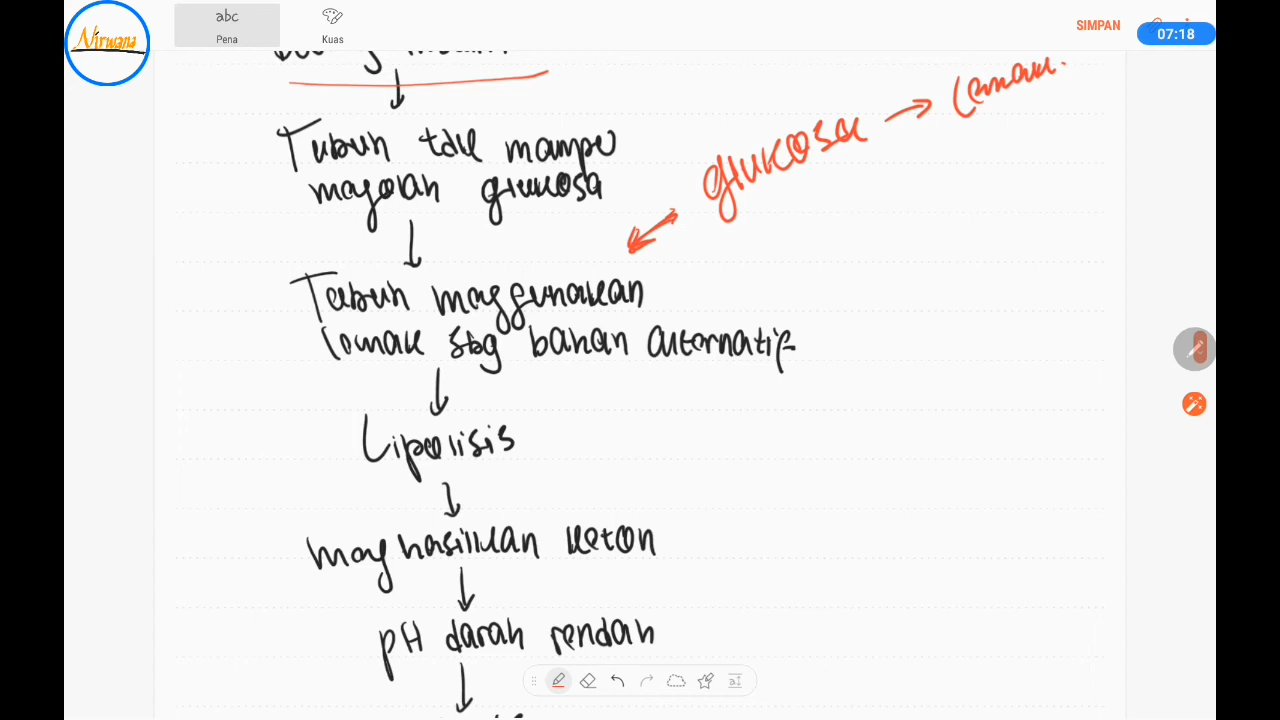 Nirwana
abc
Pena
Kuas
SIMPAN
07:18
Tubuh tdk mampu
mengolah glukosa
glukosa → Lemak.
Tubuh menggunakan
lemak sbg bahan alternatif
Lipolisis
menghasilkan keton
pH darah rendah